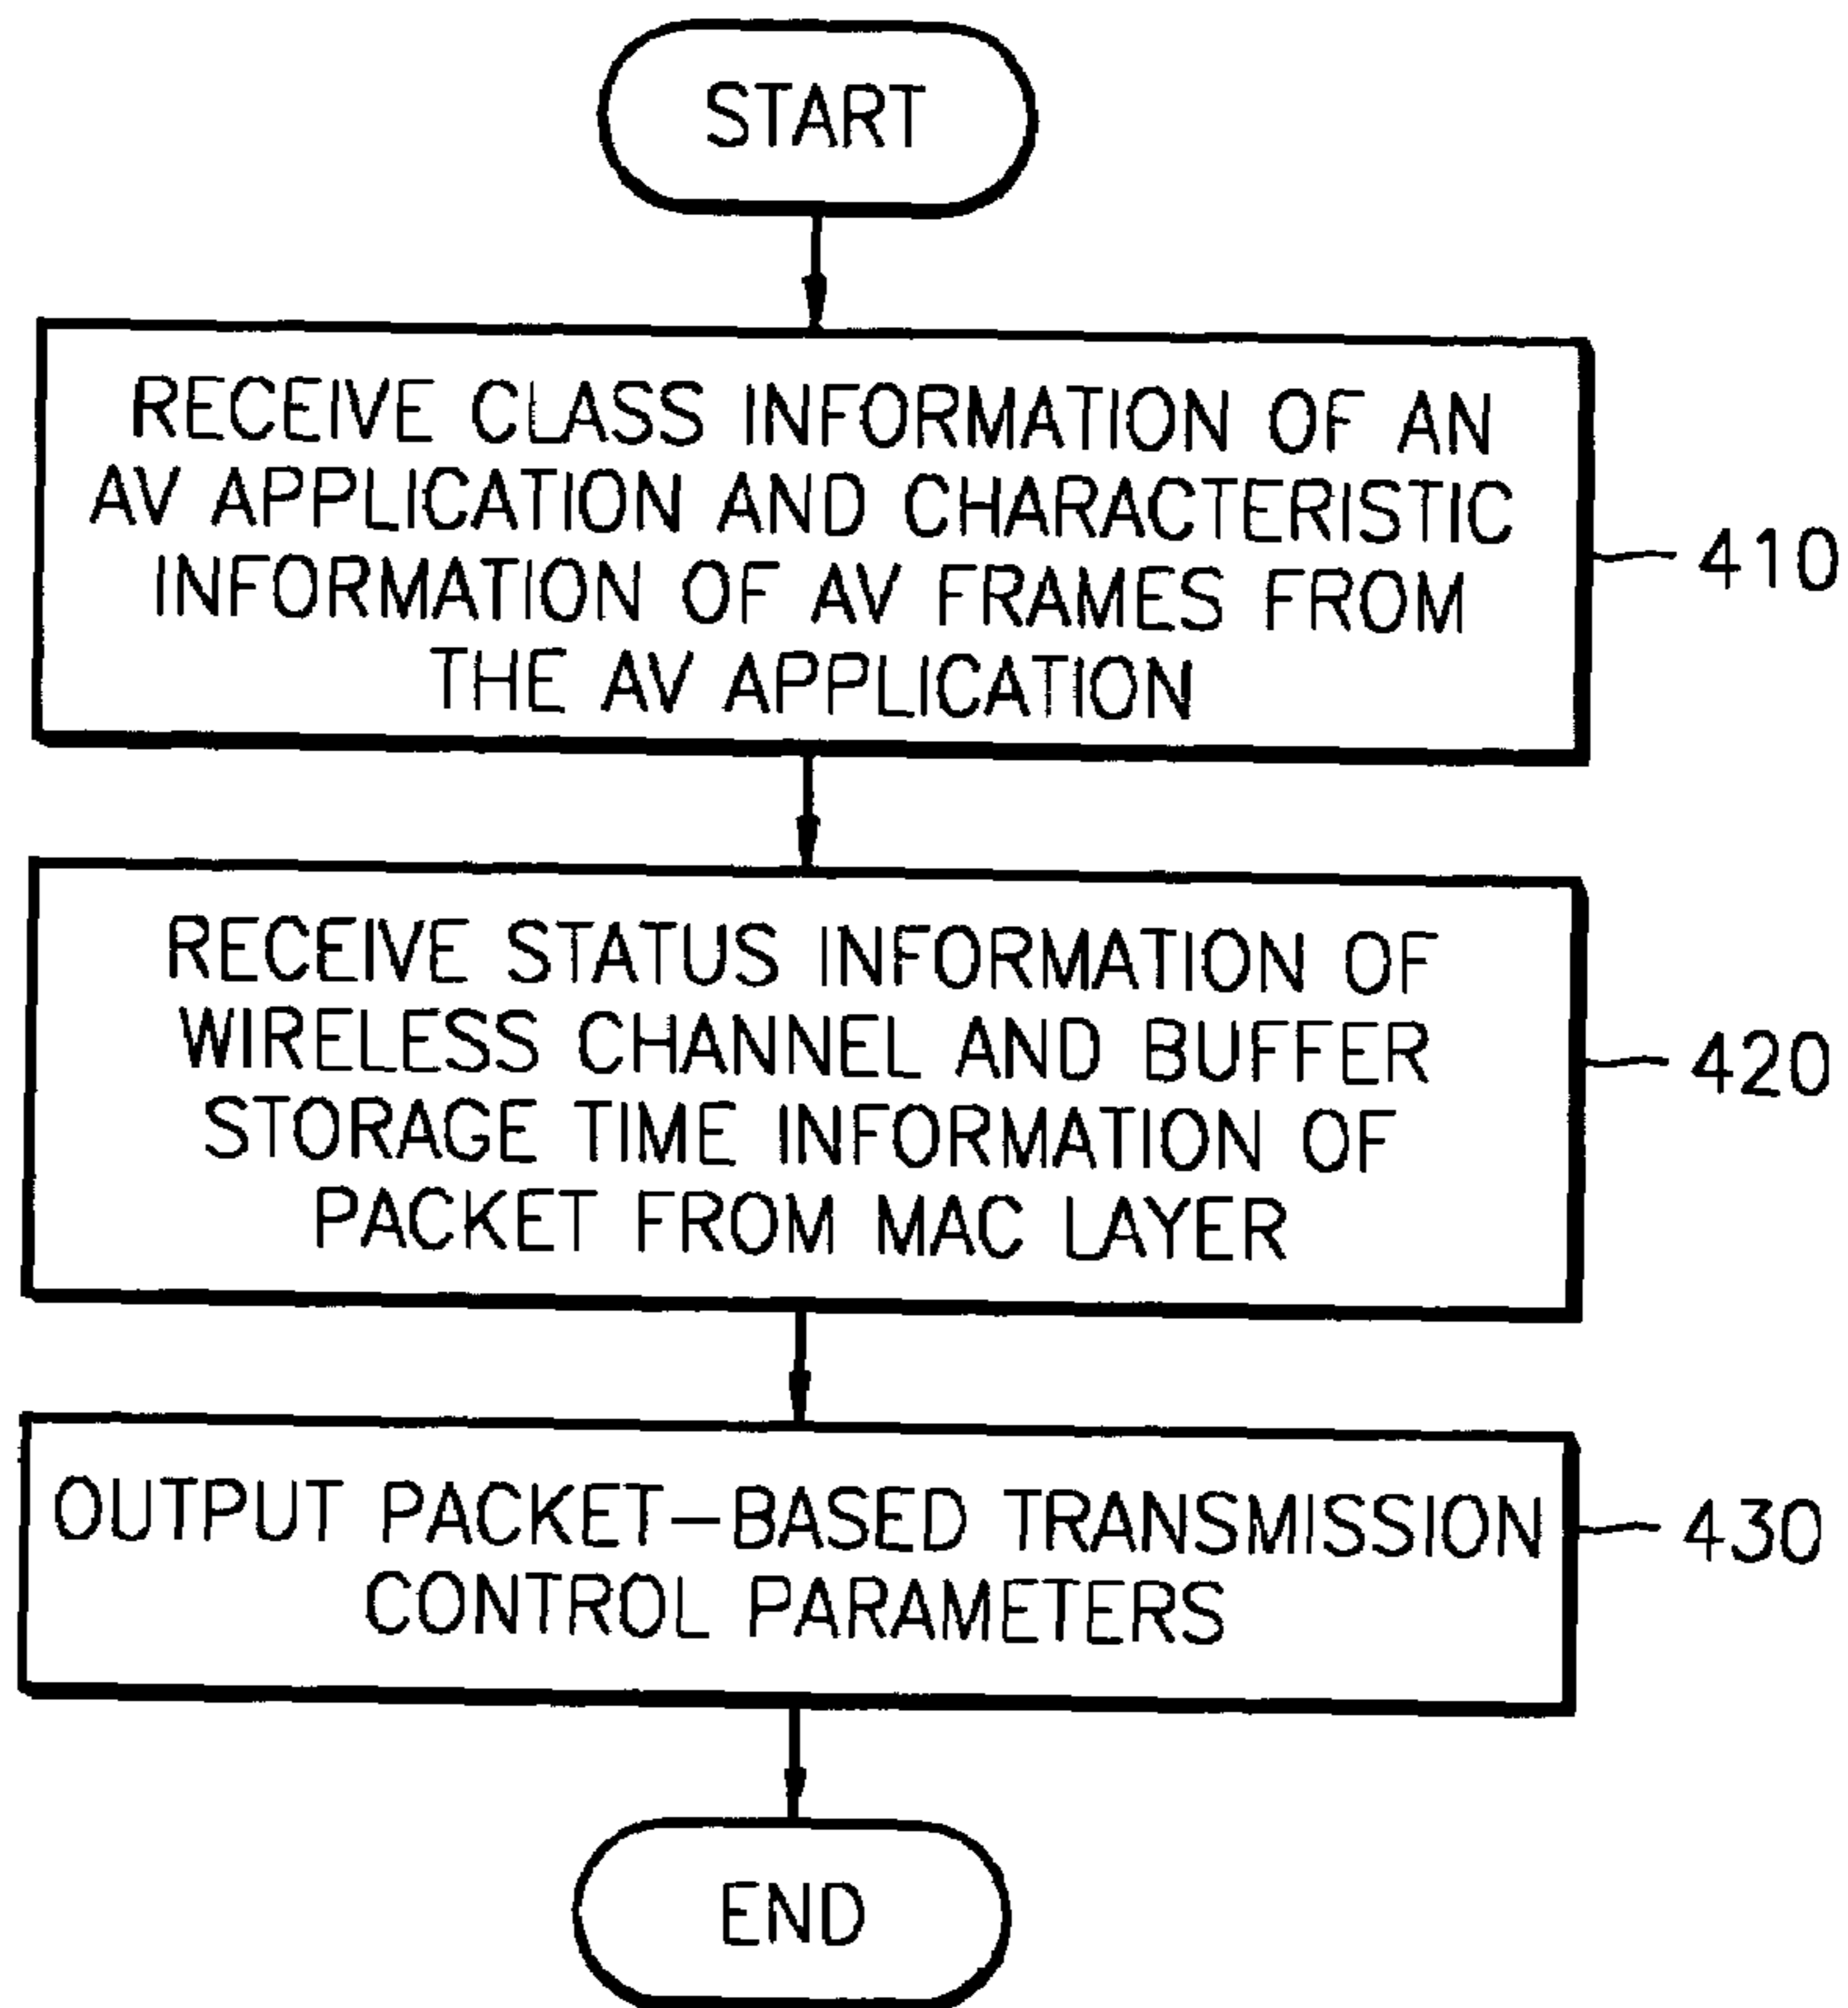 START
RECEIVE CLASS INFORMATION OF AN
AV APPLICATION AND CHARACTERISTIC
INFORMATION OF AV FRAMES FROM
THE AV APPLICATION
410
RECEIVE STATUS INFORMATION OF
WIRELESS CHANNEL AND BUFFER
STORAGE TIME INFORMATION OF
PACKET FROM MAC LAYER
420
OUTPUT PACKET-BASED TRANSMISSION
CONTROL PARAMETERS
430
END